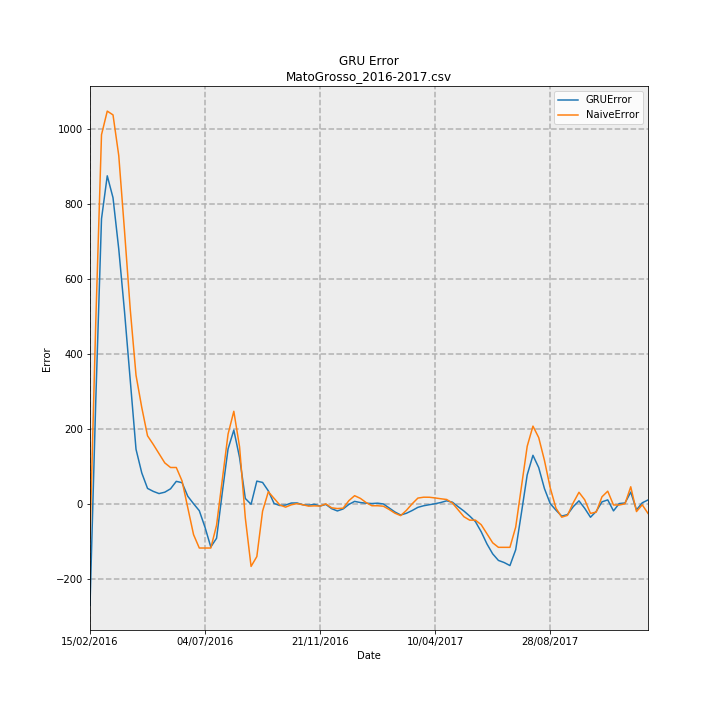 GRU Error
MatoGrosso_2016-2017.csv
GRUError
NaiveError
1000
800
600
400
200
0
−200
Error
15/02/2016
04/07/2016
21/11/2016
10/04/2017
28/08/2017
Date